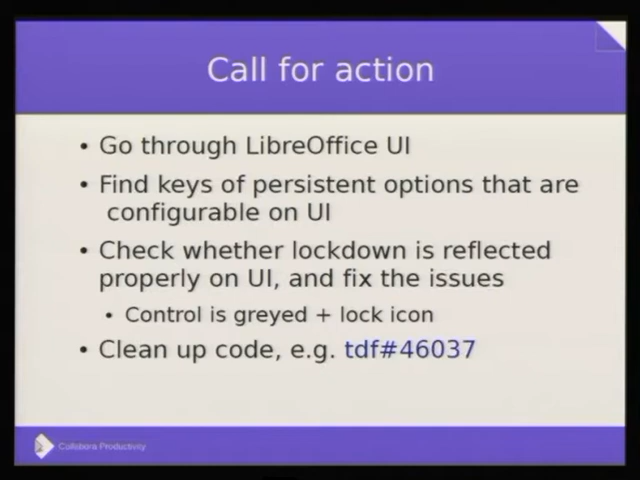 Call for action
• Go through LibreOffice UI
• Find keys of persistent options that are
configurable on UI
• Check whether lockdown is reflected
properly on UI, and fix the issues
• Control is greyed + lock icon
• Clean up code, e.g. tdf#46037
Collabora Productivity